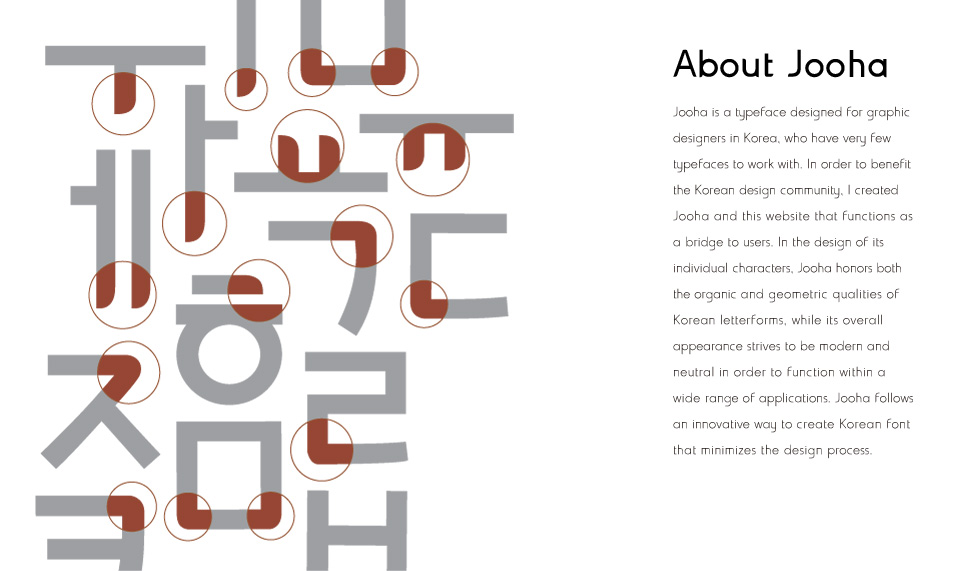 ㅜ
ㅏ
ㅔ
ㅗ
ㅠ
ㄱ
ㄷ
ㅎ
ㅈ
ㄹ
ㅁ
ㅋ
ㅂ
About Jooha
Jooha is a typeface designed for graphic
designers in Korea, who have very few
typefaces to work with. In order to benefit
the Korean design community, I created
Jooha and this website that functions as
a bridge to users. In the design of its
individual characters, Jooha honors both
the organic and geometric qualities of
Korean letterforms, while its overall
appearance strives to be modern and
neutral in order to function within a
wide range of applications. Jooha follows
an innovative way to create Korean font
that minimizes the design process.